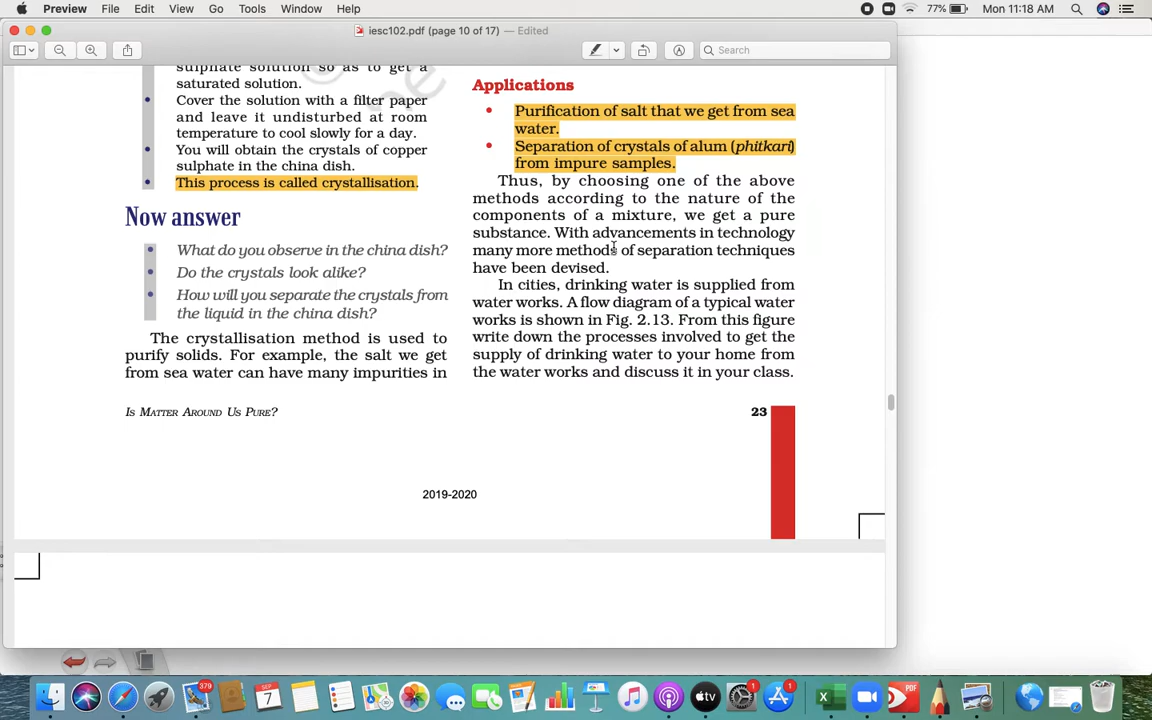 Preview File Edit View Go Tools Window Help
77% Mon 11:18 AM
iesc102.pdf (page 10 of 17) — Edited
Search
sulphate solution so as to get a
saturated solution.
• Cover the solution with a filter paper
and leave it undisturbed at room
temperature to cool slowly for a day.
• You will obtain the crystals of copper
sulphate in the china dish.
• This process is called crystallisation.
Now answer
• What do you observe in the china dish?
• Do the crystals look alike?
• How will you separate the crystals from
the liquid in the china dish?
The crystallisation method is used to
purify solids. For example, the salt we get
from sea water can have many impurities in
Applications
• Purification of salt that we get from sea
water.
• Separation of crystals of alum (phitkari)
from impure samples.
Thus, by choosing one of the above
methods according to the nature of the
components of a mixture, we get a pure
substance. With advancements in technology
many more methods of separation techniques
have been devised.
In cities, drinking water is supplied from
water works. A flow diagram of a typical water
works is shown in Fig. 2.13. From this figure
write down the processes involved to get the
supply of drinking water to your home from
the water works and discuss it in your class.
Is Matter Around Us Pure?
23
2019-2020
379
SEP
7
tv
1
1
PDF